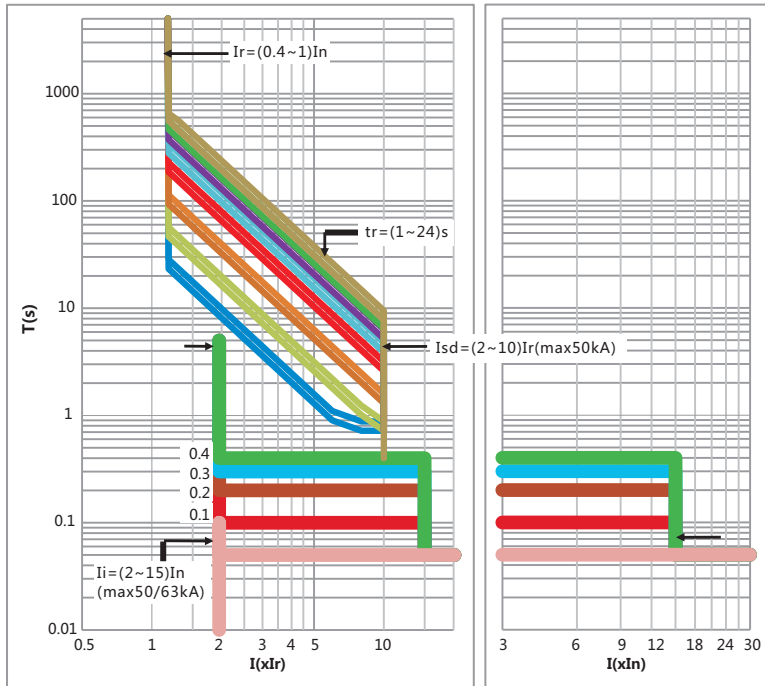 Ir=(0.4~1)In
1000
100
tr=(1~24)s
10
T(s)
Isd=(2~10)Ir(max50kA)
1
0.4
0.3
0.2
0.1
0.1
Ii=(2~15)In
(max50/63kA)
0.01
0.5 1 2 3 4 5 10
I(xIr)
3 6 9 12 18 24 30
I(xIn)